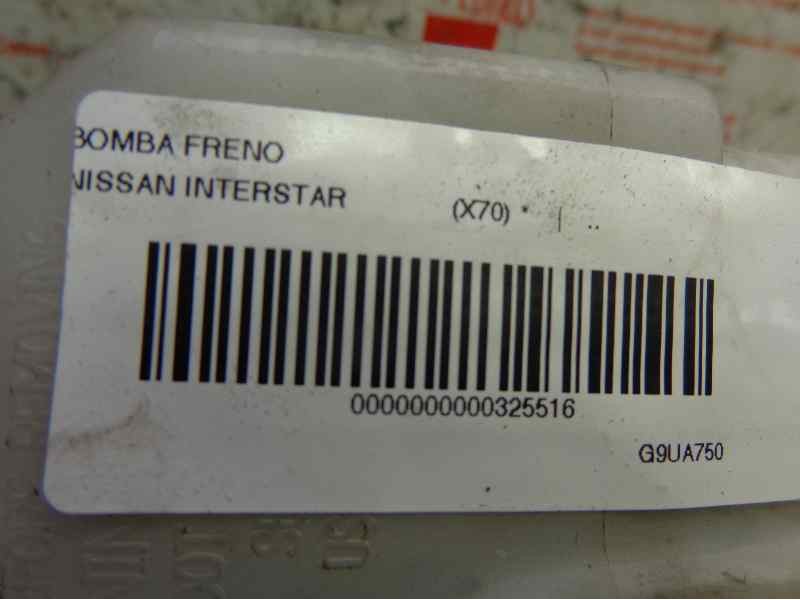 BOMBA FRENO
NISSAN INTERSTAR (X70) *
0000000000325516
G9UA750